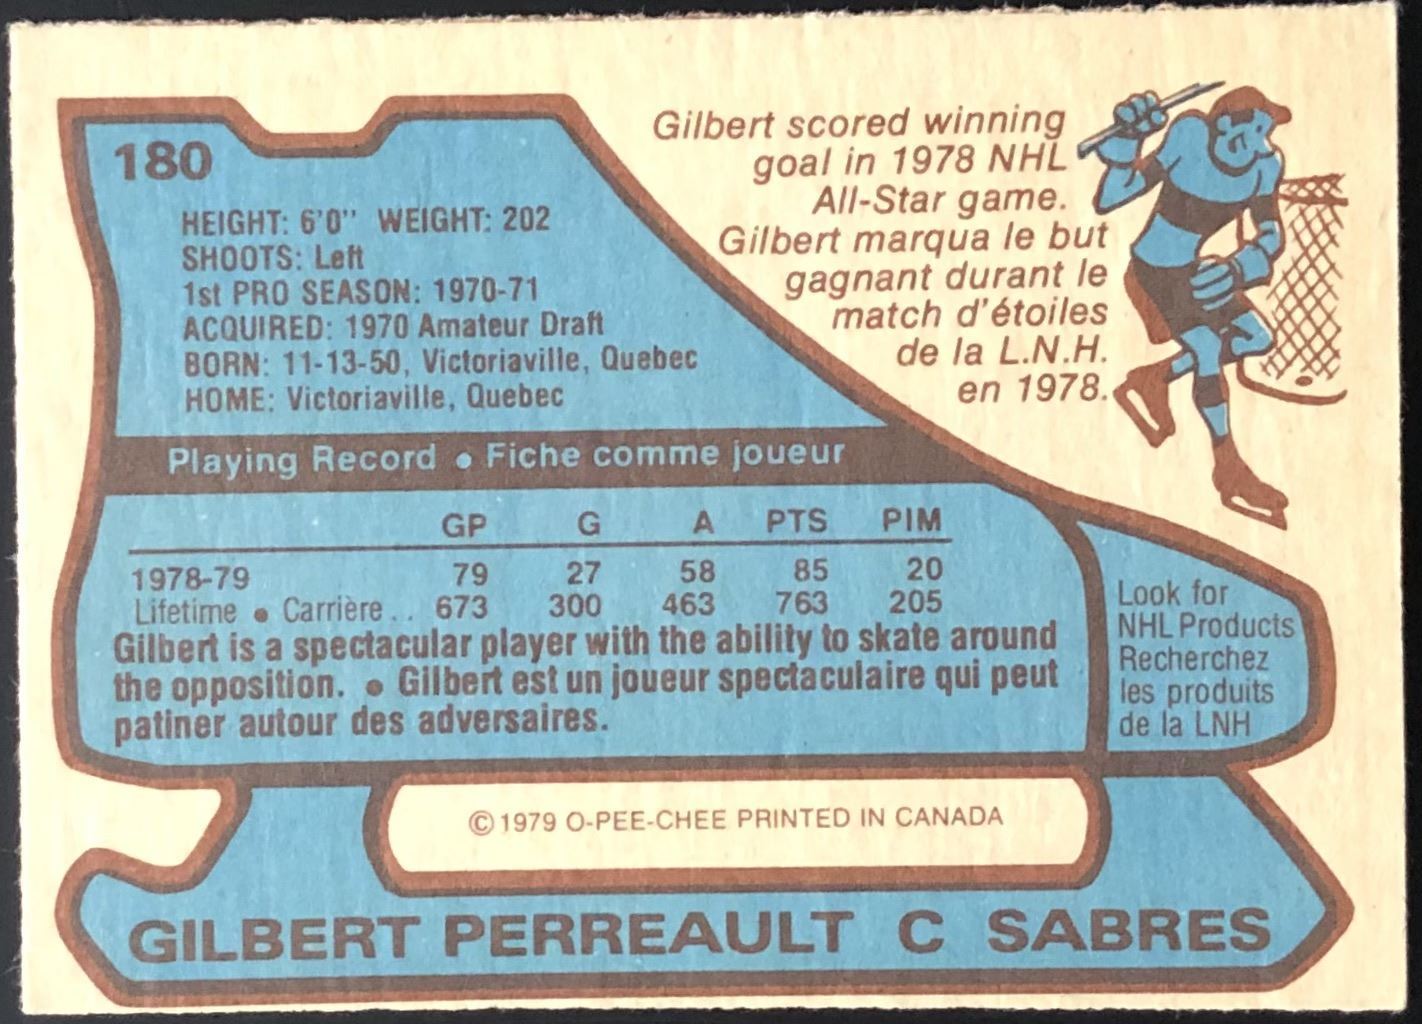 180
HEIGHT: 6'0" WEIGHT: 202
SHOOTS: Left
1st PRO SEASON: 1970-71
ACQUIRED: 1970 Amateur Draft
BORN: 11-13-50, Victoriaville, Quebec
HOME: Victoriaville, Quebec
Gilbert scored winning
goal in 1978 NHL
All-Star game.
Gilbert marqua le but
gagnant durant le
match d'étoiles
de la L.N.H.
en 1978.
Playing Record • Fiche comme joueur
GP G A PTS PIM
1978-79 79 27 58 85 20
Lifetime • Carrière .. 673 300 463 763 205
Gilbert is a spectacular player with the ability to skate around
the opposition. • Gilbert est un joueur spectaculaire qui peut
patiner autour des adversaires.
Look for
NHL Products
Recherchez
les produits
de la LNH
©1979 O-PEE-CHEE PRINTED IN CANADA
GILBERT PERREAULT C SABRES